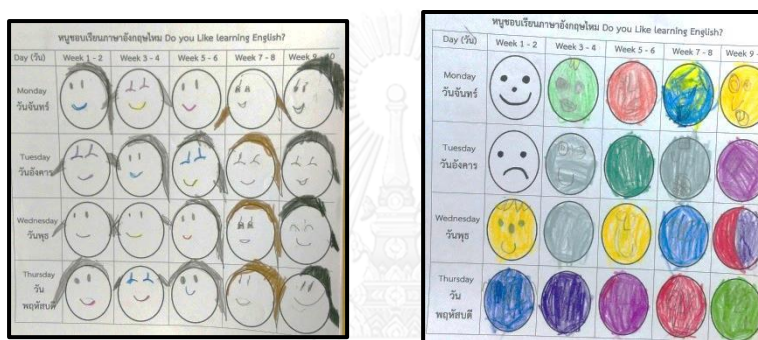 หนูชอบเรียนภาษาอังกฤษไหม Do you Like learning English?
Day (วัน) Week 1 - 2 Week 3 - 4 Week 5 - 6 Week 7 - 8 Week 9 - 10
Monday
วันจันทร์
Tuesday
วันอังคาร
Wednesday
วันพุธ
Thursday
วัน
พฤหัสบดี
หนูชอบเรียนภาษาอังกฤษไหม Do you Like learning English?
Day (วัน) Week 1 - 2 Week 3 - 4 Week 5 - 6 Week 7 - 8 Week 9 -
Monday
วันจันทร์
Tuesday
วันอังคาร
Wednesday
วันพุธ
Thursday
วัน
พฤหัสบดี